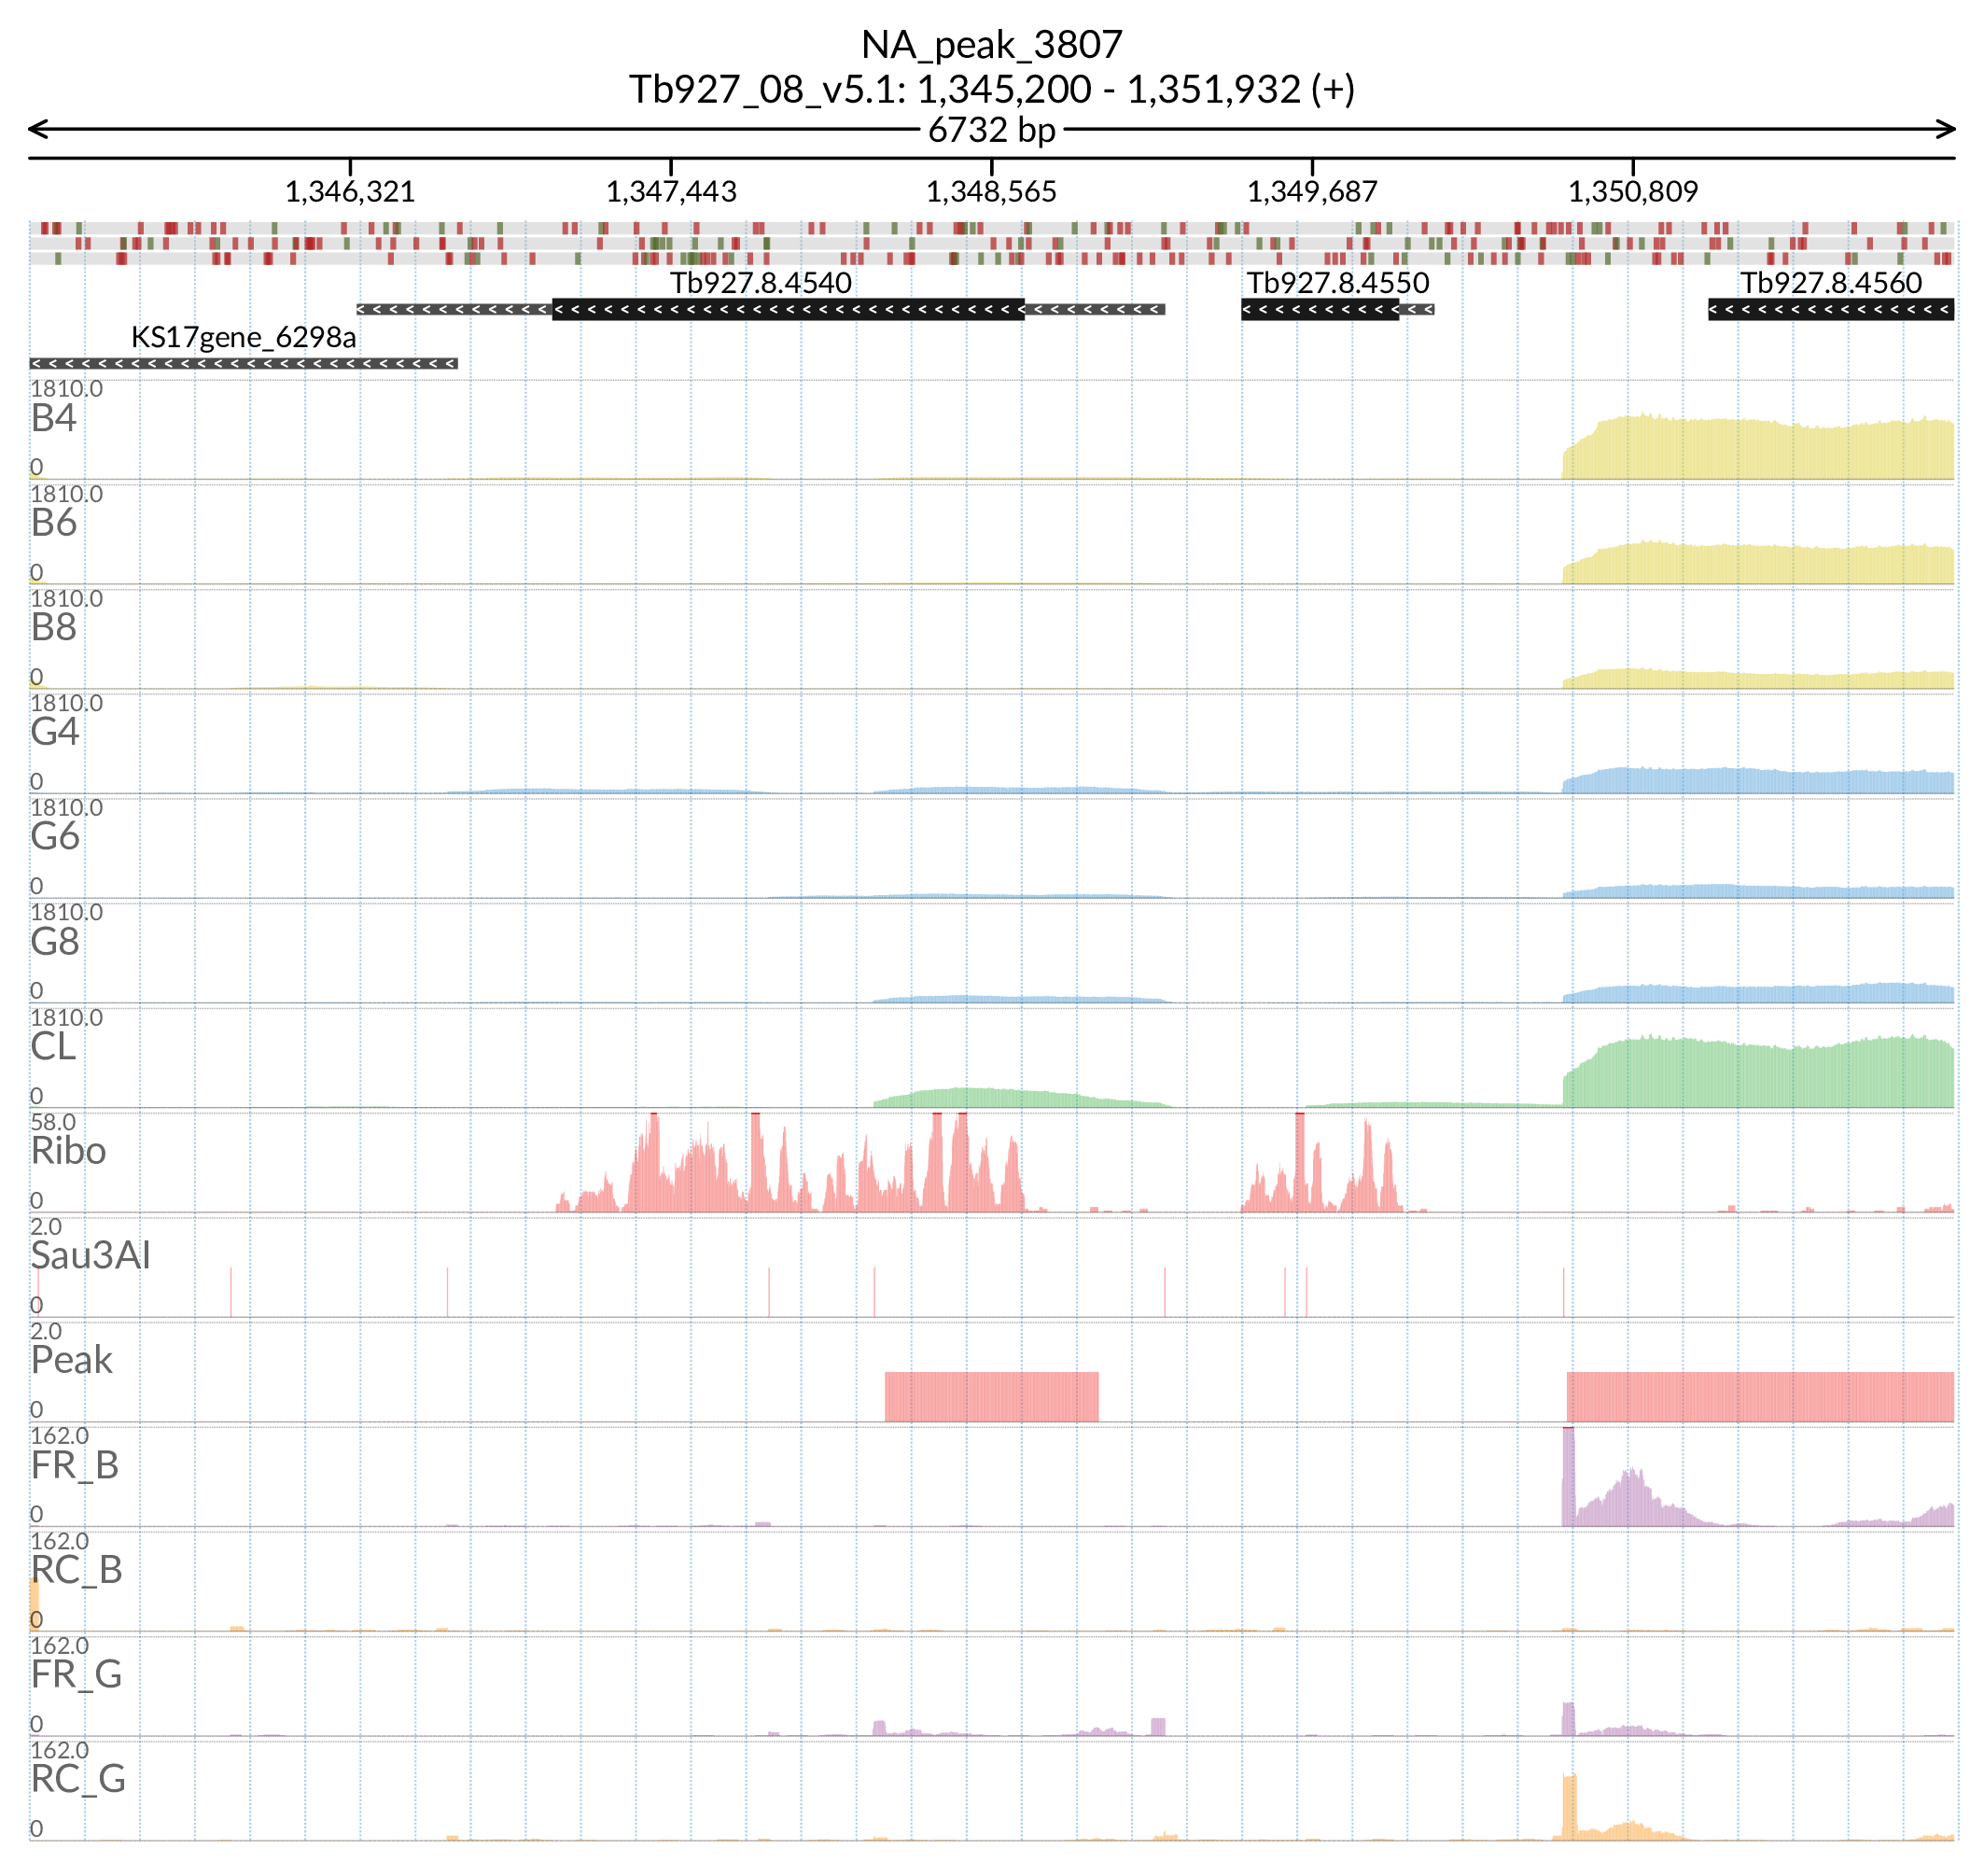 NA_peak_3807
Tb927_08_v5.1: 1,345,200 - 1,351,932 (+)
6732 bp
1,346,321 1,347,443 1,348,565 1,349,687 1,350,809
Tb927.8.4540 Tb927.8.4550 Tb927.8.4560
KS17gene_6298a
1810.0
B4
0
1810.0
B6
0
1810.0
B8
0
1810.0
G4
0
1810.0
G6
0
1810.0
G8
0
1810.0
CL
0
58.0
Ribo
0
2.0
Sau3AI
0
2.0
Peak
0
162.0
FR_B
0
162.0
RC_B
0
162.0
FR_G
0
162.0
RC_G
0